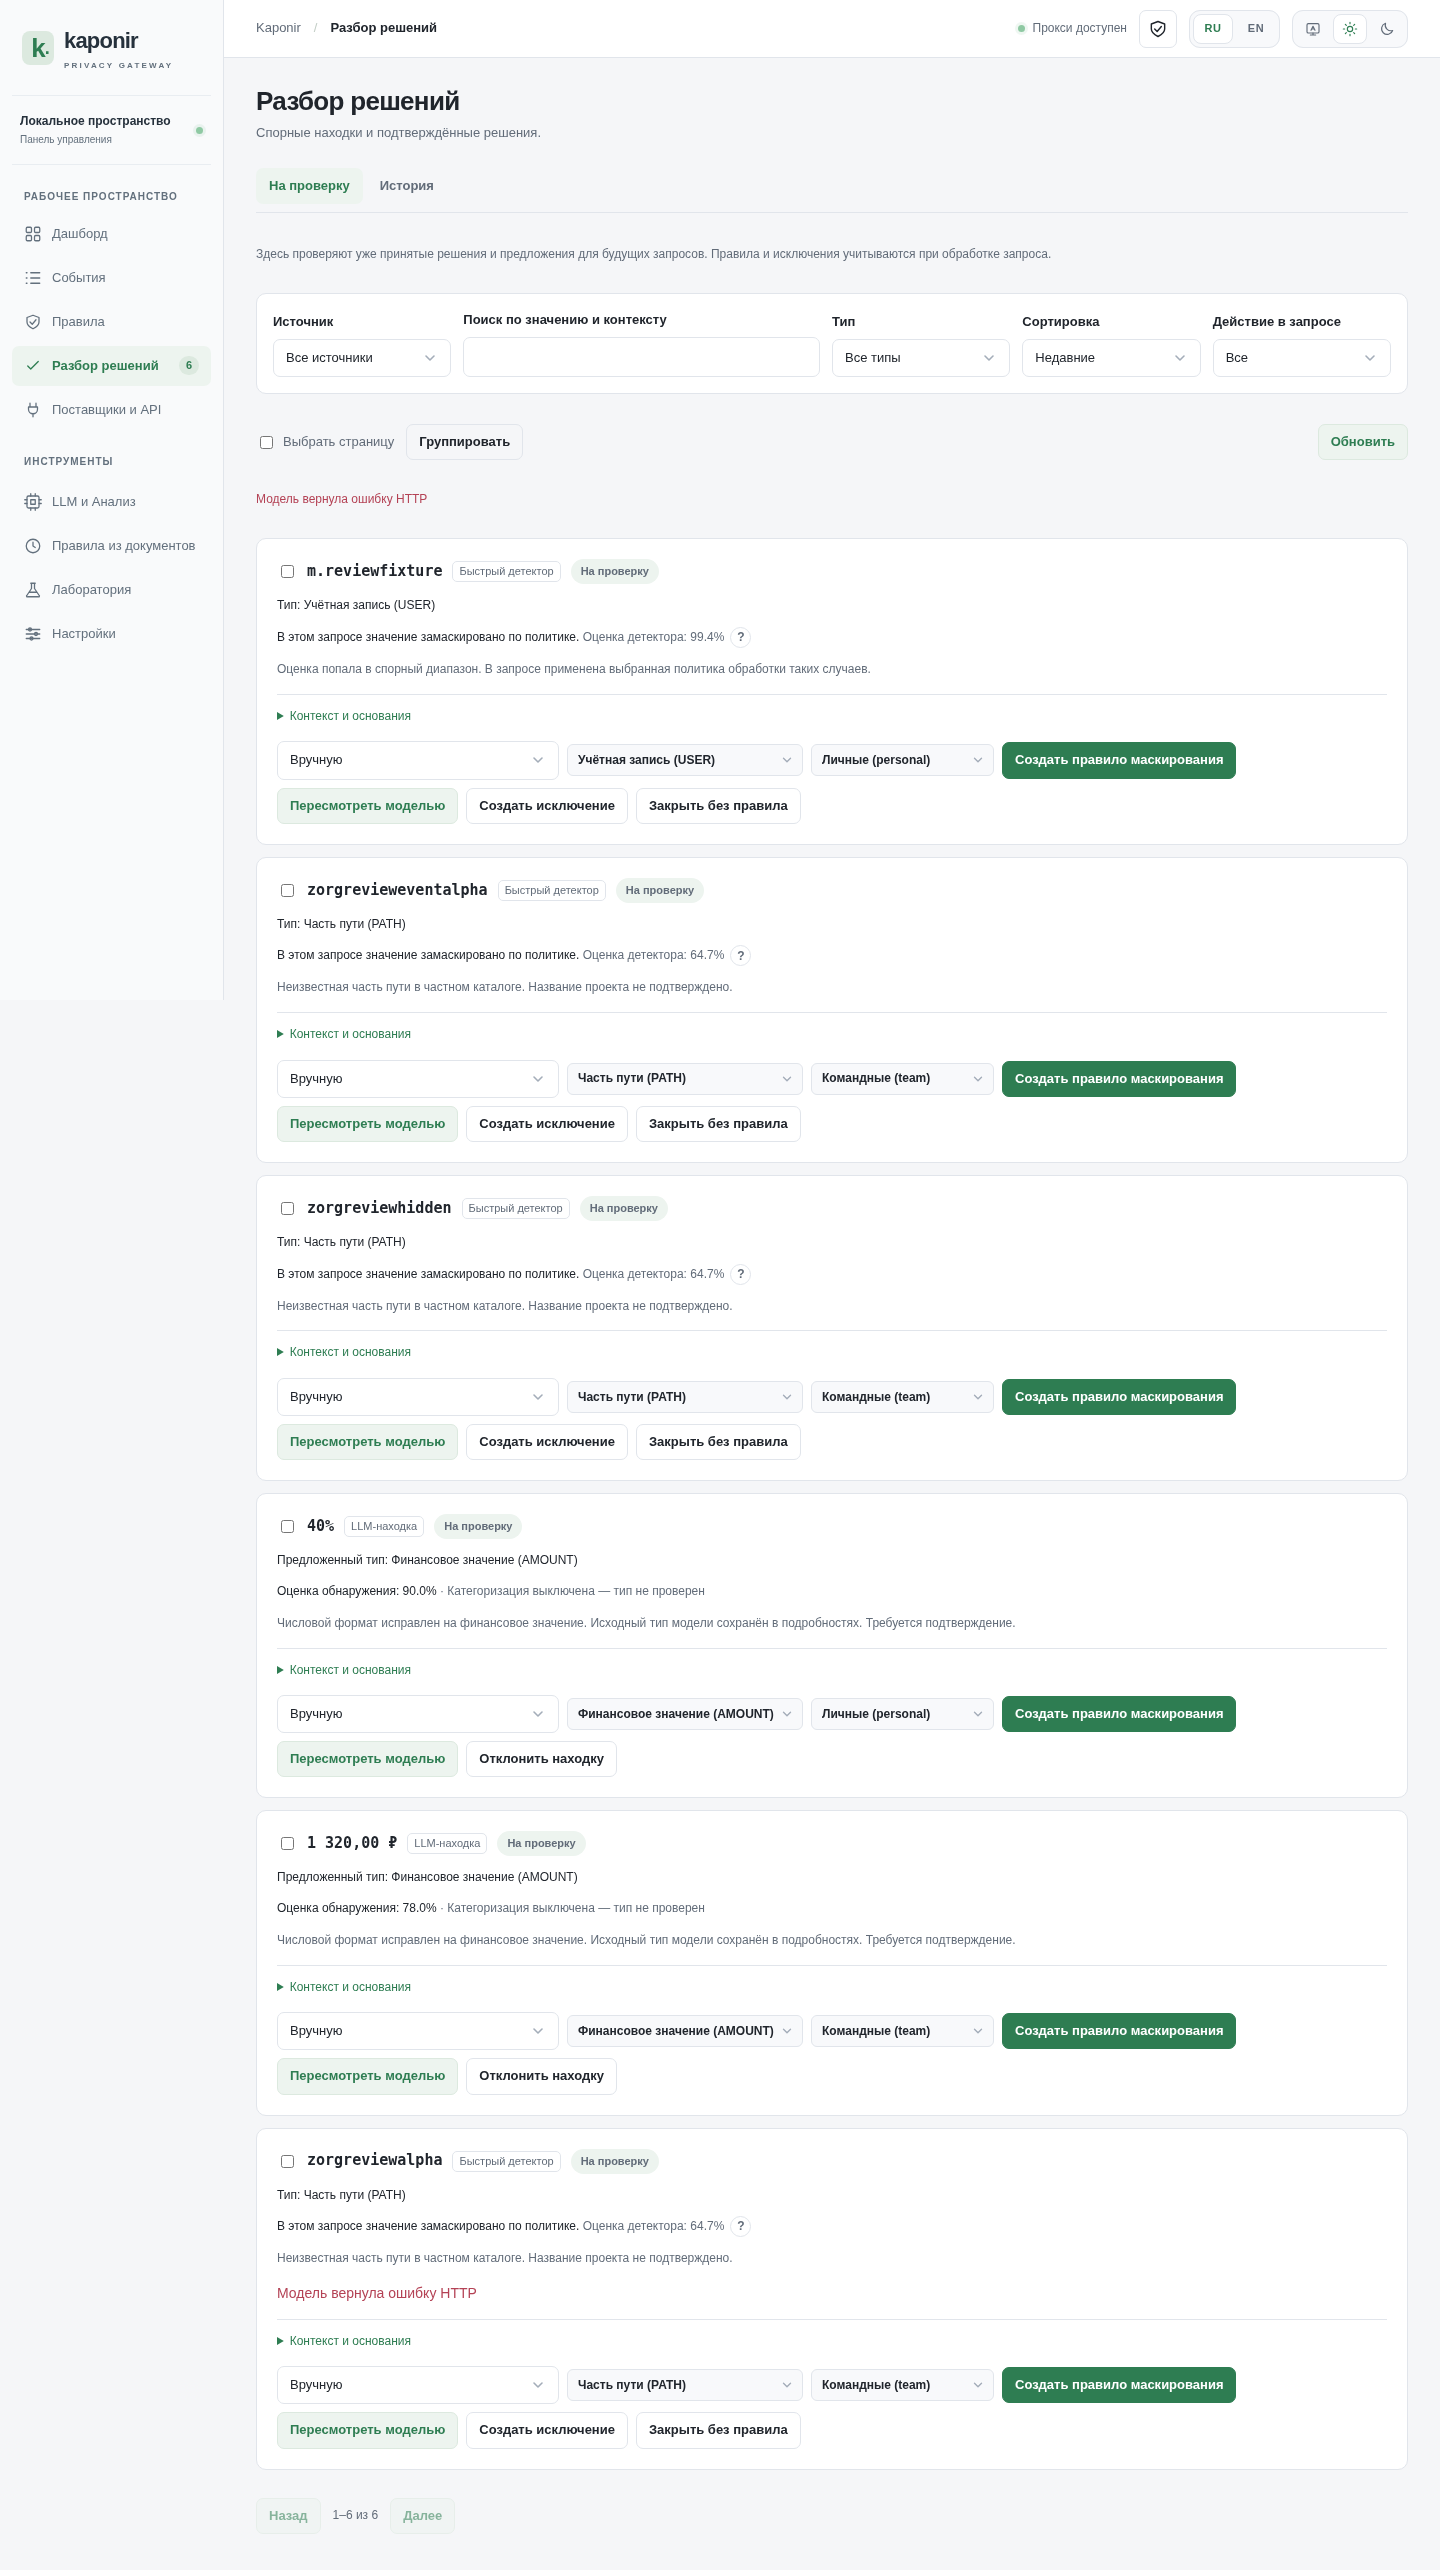 k.
kaponir
PRIVACY GATEWAY
Локальное пространство
Панель управления
РАБОЧЕЕ ПРОСТРАНСТВО
Дашборд
События
Правила
Разбор решений 6
Поставщики и API
ИНСТРУМЕНТЫ
LLM и Анализ
Правила из документов
Лаборатория
Настройки
Kaponir / Разбор решений
Прокси доступен RU EN
Разбор решений
Спорные находки и подтверждённые решения.
На проверку История
Здесь проверяют уже принятые решения и предложения для будущих запросов. Правила и исключения учитываются при обработке запроса.
Источник Поиск по значению и контексту Тип Сортировка Действие в запросе
Все источники Все типы Недавние Все
Выбрать страницу Группировать Обновить
Модель вернула ошибку HTTP
m.reviewfixture Быстрый детектор На проверку
Тип: Учётная запись (USER)
В этом запросе значение замаскировано по политике. Оценка детектора: 99.4% ?
Оценка попала в спорный диапазон. В запросе применена выбранная политика обработки таких случаев.
Контекст и основания
Вручную Учётная запись (USER) Личные (personal) Создать правило маскирования
Пересмотреть моделью Создать исключение Закрыть без правила
zorgrevieweventalpha Быстрый детектор На проверку
Тип: Часть пути (PATH)
В этом запросе значение замаскировано по политике. Оценка детектора: 64.7% ?
Неизвестная часть пути в частном каталоге. Название проекта не подтверждено.
Контекст и основания
Вручную Часть пути (PATH) Командные (team) Создать правило маскирования
Пересмотреть моделью Создать исключение Закрыть без правила
zorgreviewhidden Быстрый детектор На проверку
Тип: Часть пути (PATH)
В этом запросе значение замаскировано по политике. Оценка детектора: 64.7% ?
Неизвестная часть пути в частном каталоге. Название проекта не подтверждено.
Контекст и основания
Вручную Часть пути (PATH) Командные (team) Создать правило маскирования
Пересмотреть моделью Создать исключение Закрыть без правила
40% LLM-находка На проверку
Предложенный тип: Финансовое значение (AMOUNT)
Оценка обнаружения: 90.0% · Категоризация выключена — тип не проверен
Числовой формат исправлен на финансовое значение. Исходный тип модели сохранён в подробностях. Требуется подтверждение.
Контекст и основания
Вручную Финансовое значение (AMOUNT) Личные (personal) Создать правило маскирования
Пересмотреть моделью Отклонить находку
1 320,00 ₽ LLM-находка На проверку
Предложенный тип: Финансовое значение (AMOUNT)
Оценка обнаружения: 78.0% · Категоризация выключена — тип не проверен
Числовой формат исправлен на финансовое значение. Исходный тип модели сохранён в подробностях. Требуется подтверждение.
Контекст и основания
Вручную Финансовое значение (AMOUNT) Командные (team) Создать правило маскирования
Пересмотреть моделью Отклонить находку
zorgreviewalpha Быстрый детектор На проверку
Тип: Часть пути (PATH)
В этом запросе значение замаскировано по политике. Оценка детектора: 64.7% ?
Неизвестная часть пути в частном каталоге. Название проекта не подтверждено.
Модель вернула ошибку HTTP
Контекст и основания
Вручную Часть пути (PATH) Командные (team) Создать правило маскирования
Пересмотреть моделью Создать исключение Закрыть без правила
Назад 1–6 из 6 Далее